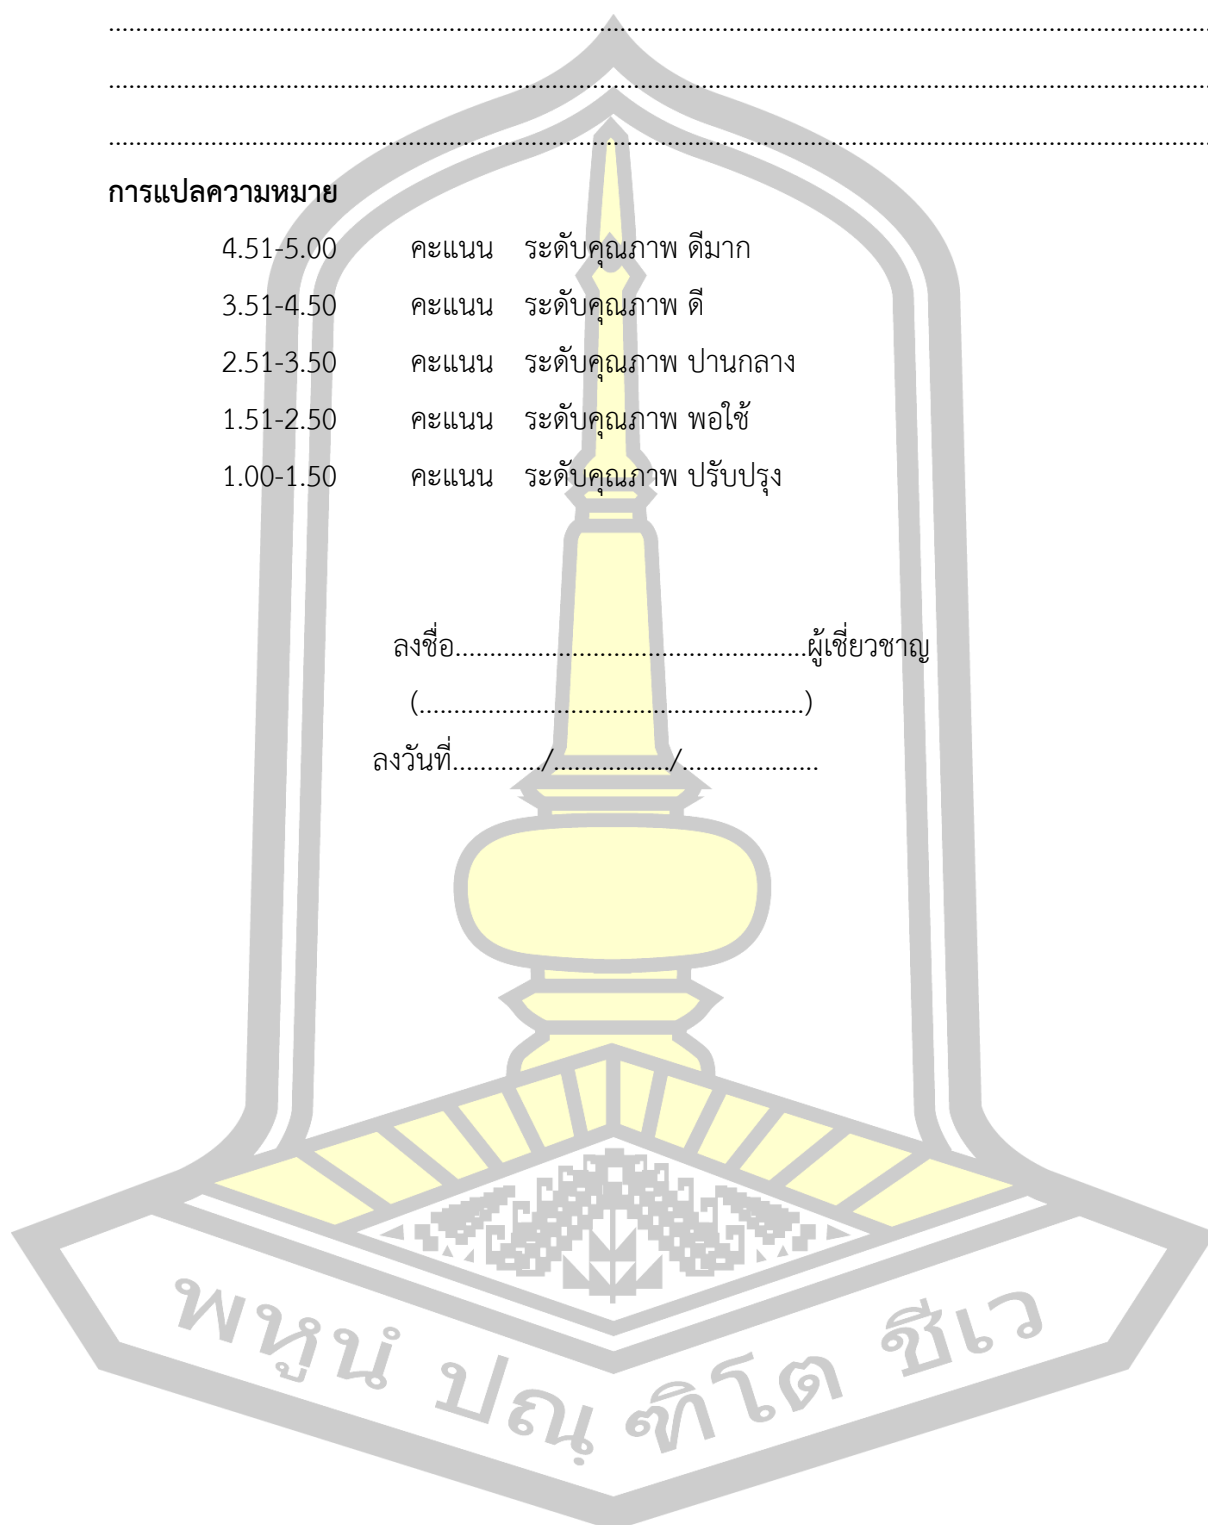 ................................................................................................................................................................
................................................................................................................................................................
................................................................................................................................................................
การแปลความหมาย
4.51-5.00 คะแนน ระดับคุณภาพ ดีมาก
3.51-4.50 คะแนน ระดับคุณภาพ ดี
2.51-3.50 คะแนน ระดับคุณภาพ ปานกลาง
1.51-2.50 คะแนน ระดับคุณภาพ พอใช้
1.00-1.50 คะแนน ระดับคุณภาพ ปรับปรุง
ลงชื่อ...................................................ผู้เชี่ยวชาญ
(........................................................)
ลงวันที่............./................./....................
พหูนํ ปณฺฑิโต ชีเว